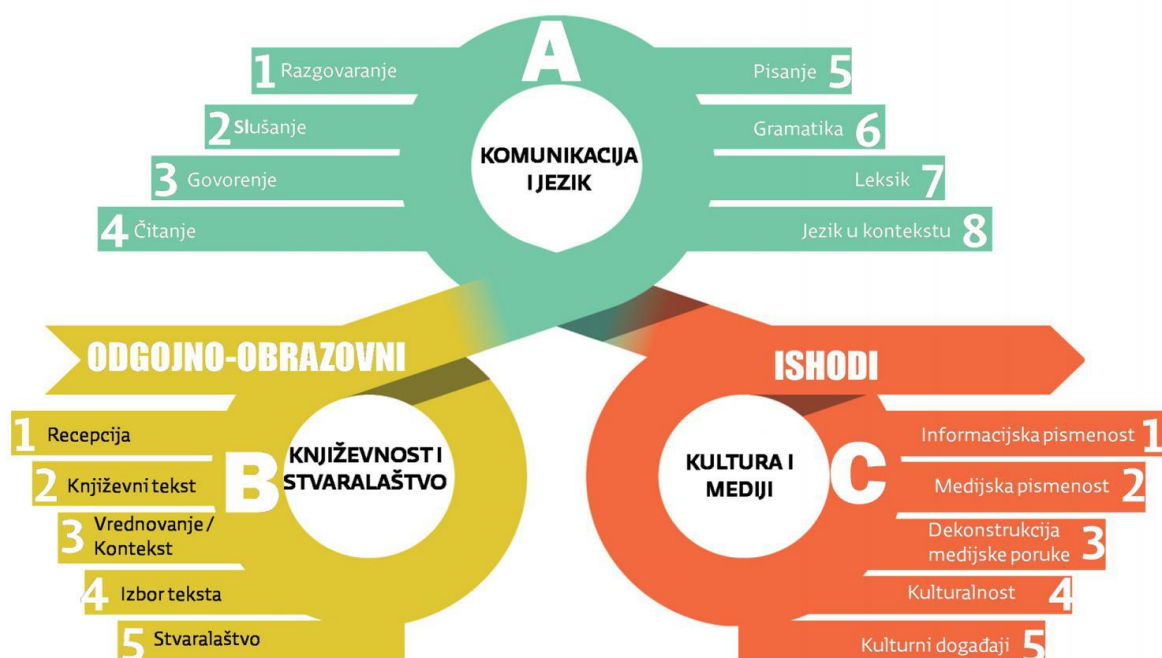 A
1 Razgovaranje
2 Slušanje
3 Govorenje
4 Čitanje
KOMUNIKACIJA
I JEZIK
Pisanje 5
Gramatika 6
Leksik 7
Jezik u kontekstu 8
ODGOJNO-OBRAZOVNI
ISHODI
B
KNJIŽEVNOST I
STVARALAŠTVO
1 Recepcija
2 Književni tekst
3 Vrednovanje /
Kontekst
4 Izbor teksta
5 Stvaralaštvo
KULTURA I
MEDIJI
C
Informacijska pismenost 1
Medijska pismenost 2
Dekonstrukcija
medijske poruke 3
Kulturalnost 4
Kulturni događaji 5